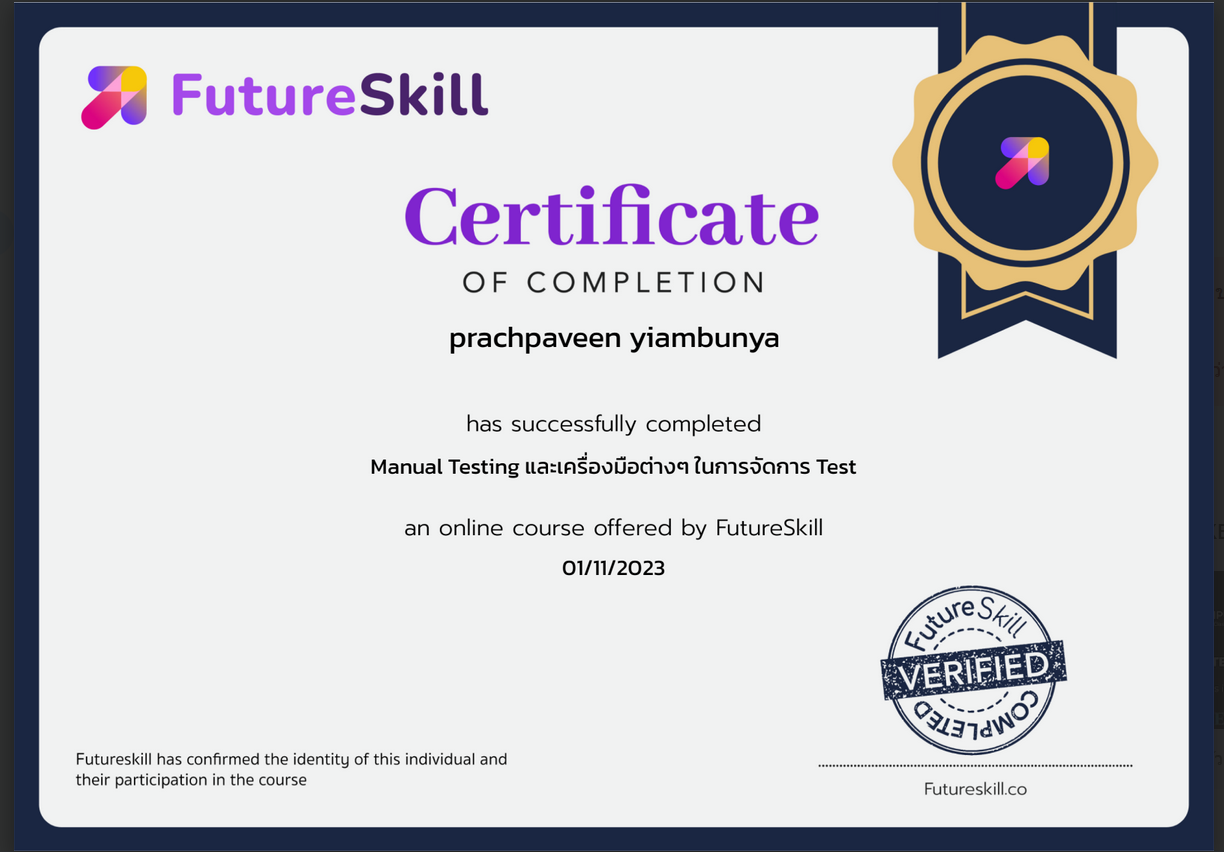 FutureSkill
Certificate
OF COMPLETION
prachpaveen yiambunya
has successfully completed
Manual Testing และเครื่องมือต่างๆ ในการจัดการ Test
an online course offered by FutureSkill
01/11/2023
FutureSkill
VERIFIED
COMPLETED
Futureskill has confirmed the identity of this individual and
their participation in the course
Futureskill.co